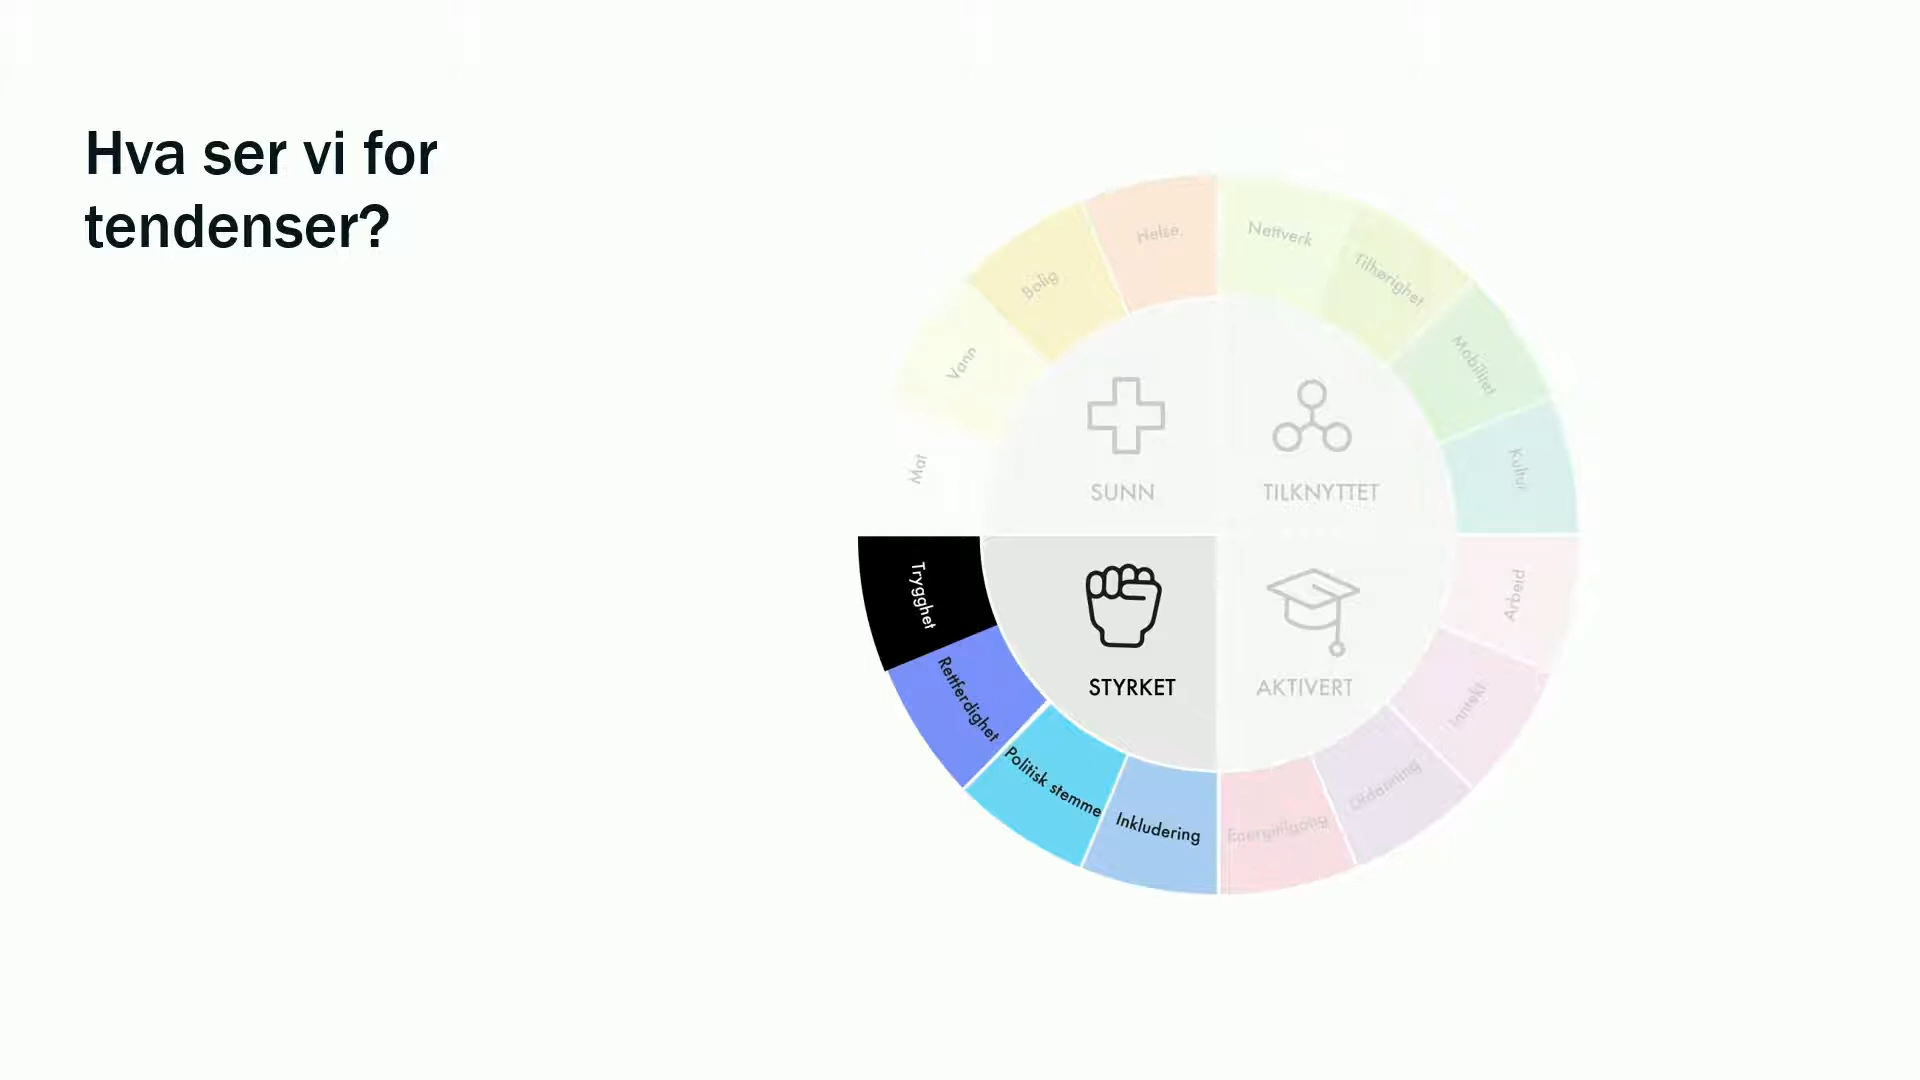 Hva ser vi for
tendenser?
Helse
Nettverk
Bolig
Tilhørighet
Vann
Mobilitet
Mat
Kultur
SUNN
TILKNYTTET
Trygghet
Arbeid
Rettferdighet
STYRKET
AKTIVERT
Inntekt
Politisk stemme
Utdanning
Inkludering
Energitilgang